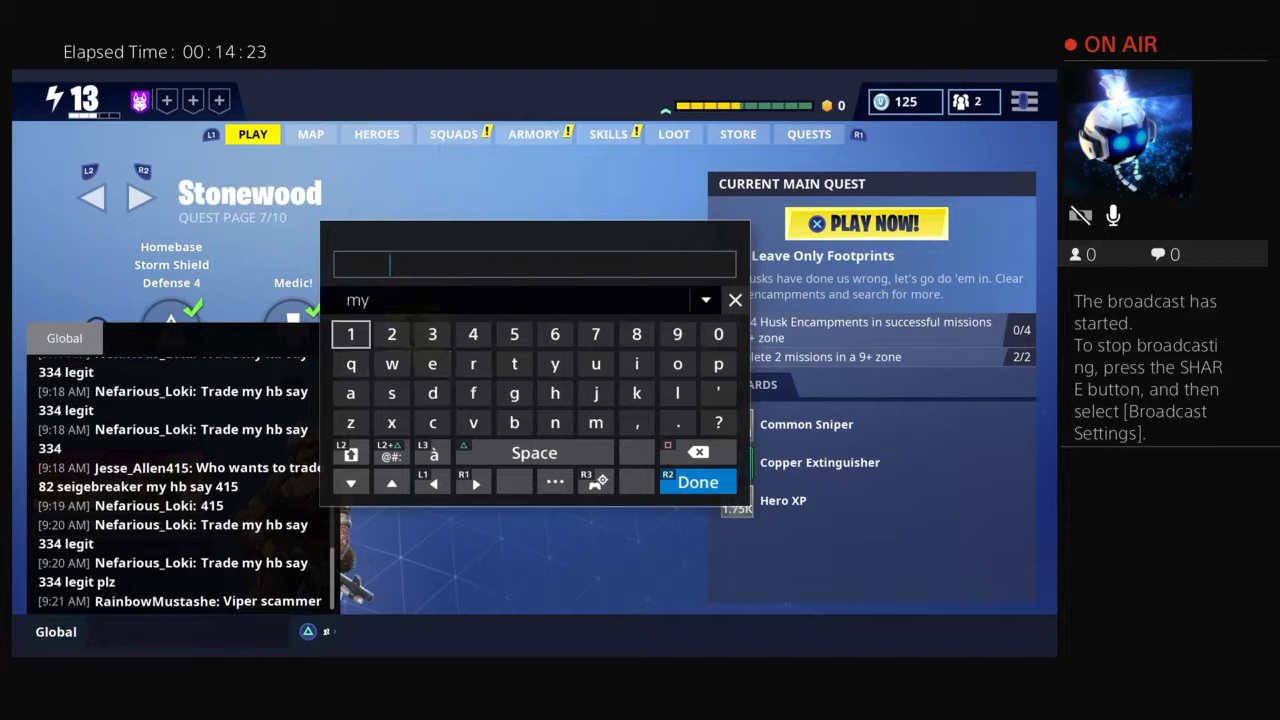 Elapsed Time: 00:14:23
ON AIR
13
0
125
2
L1
PLAY
MAP
HEROES
SQUADS!
ARMORY!
SKILLS!
LOOT
STORE
QUESTS
R1
L2
R2
Stonewood
QUEST PAGE 7/10
Homebase
Storm Shield
Defense 4
Medic!
CURRENT MAIN QUEST
PLAY NOW!
Leave Only Footprints
usks have done us wrong, let's go do 'em in. Clear
encampments and search for more.
4 Husk Encampments in successful missions
+ zone
0/4
lete 2 missions in a 9+ zone
2/2
ARDS
Common Sniper
Copper Extinguisher
Hero XP
1.75K
my
1 2 3 4 5 6 7 8 9 0
q w e r t y u i o p
a s d f g h j k l '
z x c v b n m , . ?
L2
L2+△
@#:
L3
à
Space
L1
R1
...
R3
R2
Done
Global
334 legit
[9:18 AM] Nefarious_Loki: Trade my hb say
334 legit
[9:18 AM] Nefarious_Loki: Trade my hb say
334
[9:18 AM] Jesse_Allen415: Who wants to trade
82 seigebreaker my hb say 415
[9:19 AM] Nefarious_Loki: 415
[9:20 AM] Nefarious_Loki: Trade my hb say
334 legit
[9:20 AM] Nefarious_Loki: Trade my hb say
334 legit plz
[9:21 AM] RainbowMustashe: Viper scammer
Global
0
0
The broadcast has
started.
To stop broadcasti
ng, press the SHAR
E button, and then
select [Broadcast
Settings].